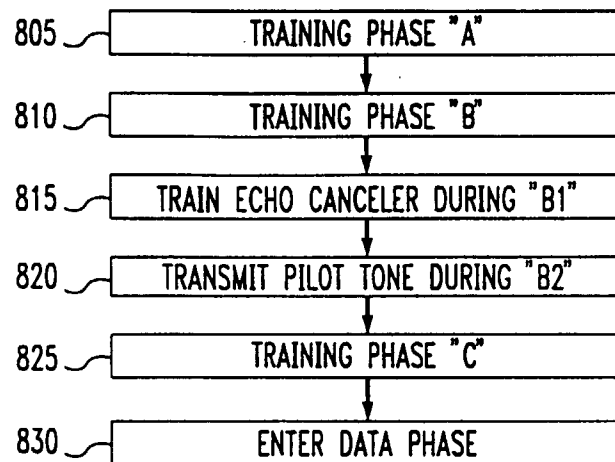 805 TRAINING PHASE "A"
810 TRAINING PHASE "B"
815 TRAIN ECHO CANCELER DURING "B1"
820 TRANSMIT PILOT TONE DURING "B2"
825 TRAINING PHASE "C"
830 ENTER DATA PHASE